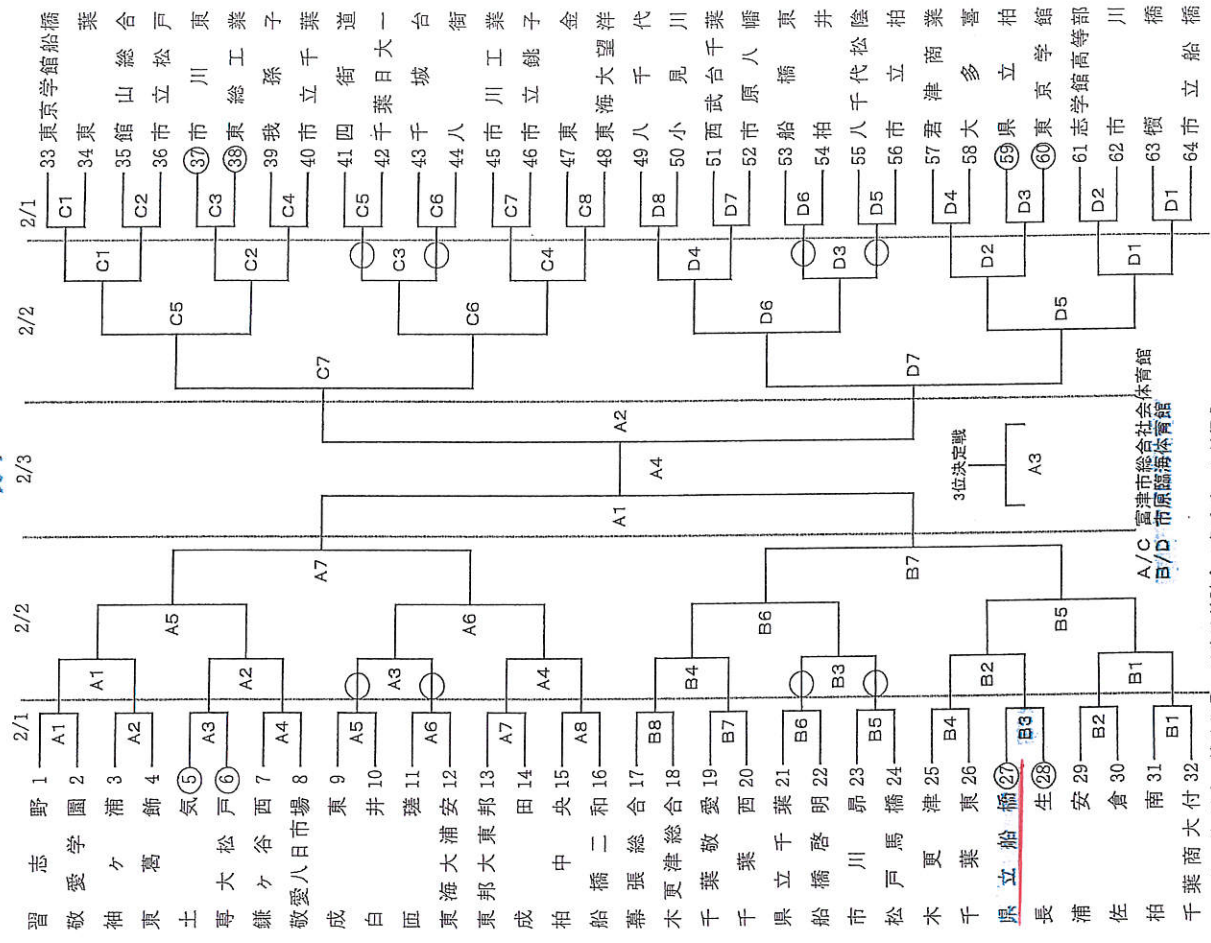 33 東京学館船橋
34 東葉
35 館山総合
36 市立松戸
㊲ 市川東
㊳ 東総工業
39 我孫子
40 市立千葉
41 四街道
42 千葉日大一
43 千城台
44 八街
45 市川工業
46 市立銚子
47 東金
48 東海大望洋
49 八千代
50 小見川
51 西武台千葉
52 市原八幡
53 船橋東
54 柏井
55 八千代松陰
56 市立柏
57 君津商業
58 大多喜
59 県立柏
60 東京学館
61 志学館高等部
62 市川
63 犢橋
64 市立船橋
2/1
C1 C2 C3 C4 C5 C6 C7 C8 D8 D7 D6 D5 D4 D3 D2 D1
C1 C2 C3 C4 D4 D3 D2 D1
2/2
C5 C6 D6 D5
C7 D7
A2
2/3
A4
3位決定戦
A3
A1
A/C 富津市総合社会体育館
B/D 市原臨海体育館
A7 B7
2/2
A5 A6 B6 B5
A1 A2 A3 A4 B4 B3 B2 B1
2/1
A1 A2 A3 A4 A5 A6 A7 A8 B8 B7 B6 B5 B4 B3 B2 B1
習志野 1
敬愛学園 2
袖ヶ浦 3
東葛飾 4
土気 ⑤
専大松戸 ⑥
鎌ヶ谷西 7
敬愛八日市場 8
成東 9
白井 10
匝瑳 11
東海大浦安 12
東邦大東邦 13
成田 14
柏中央 15
船橋二和 16
幕張総合 17
木更津総合 18
千葉敬愛 19
千葉西 20
県立千葉 21
船橋啓明 22
市川昴 23
松戸馬橋 24
木更津 25
千葉東 26
県立船橋 ㉗
長生 ㉘
浦安 29
佐倉 30
柏南 31
千葉商大付 32